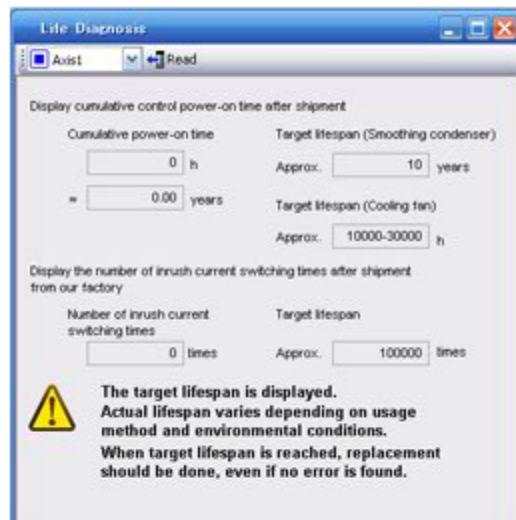 Life Diagnosis
Axist
Read
Display cumulative control power-on time after shipment
Cumulative power-on time
Target lifespan (Smoothing condenser)
0 h
Approx. 10 years
≈ 0.00 years
Target lifespan (Cooling fan)
Approx. 10000-30000 h
Display the number of inrush current switching times after shipment
from our factory
Number of inrush current
switching times
Target lifespan
0 times
Approx. 100000 times
The target lifespan is displayed.
Actual lifespan varies depending on usage
method and environmental conditions.
When target lifespan is reached, replacement
should be done, even if no error is found.